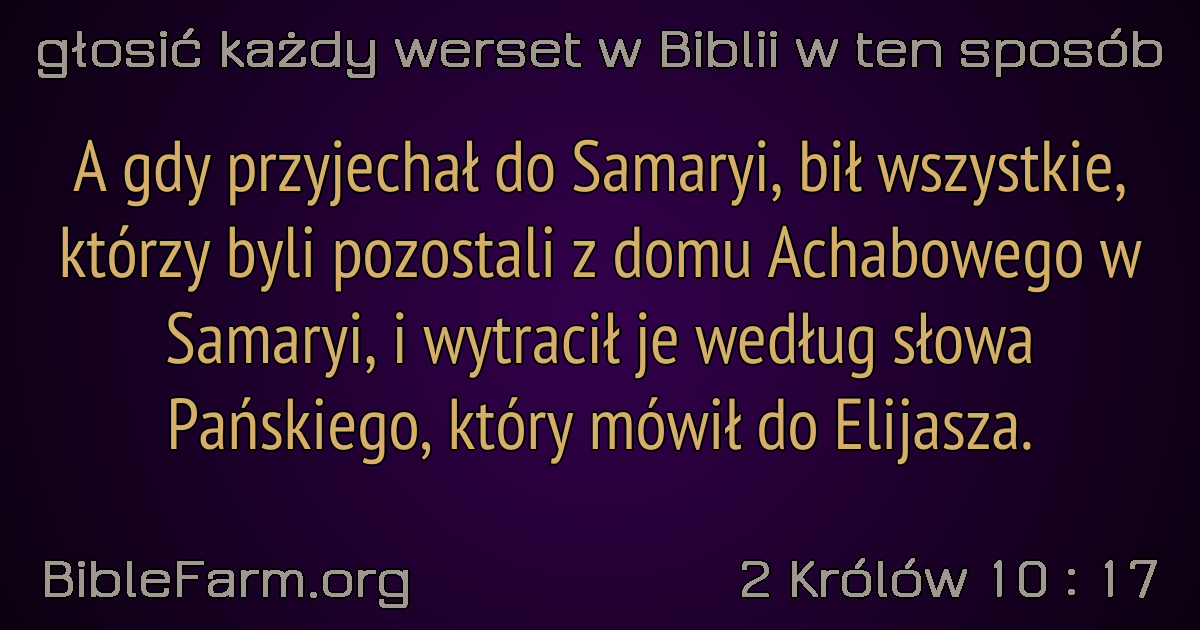 głosić każdy werset w Biblii w ten sposób
A gdy przyjechał do Samaryi, bił wszystkie,
którzy byli pozostali z domu Achabowego w
Samaryi, i wytracił je według słowa
Pańskiego, który mówił do Elijasza.
BibleFarm.org
2 Królów 10 : 17